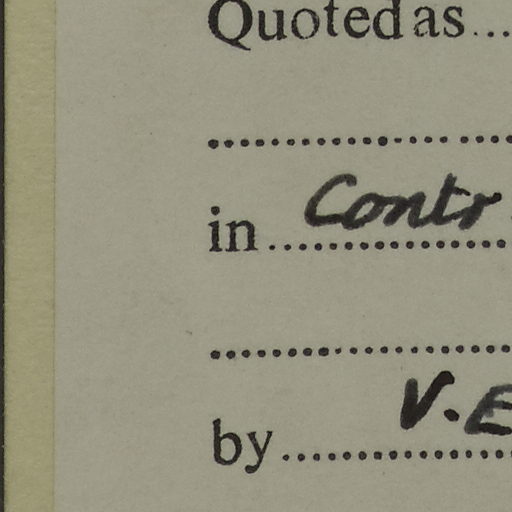 Quoted as...
in Contr
by V. E